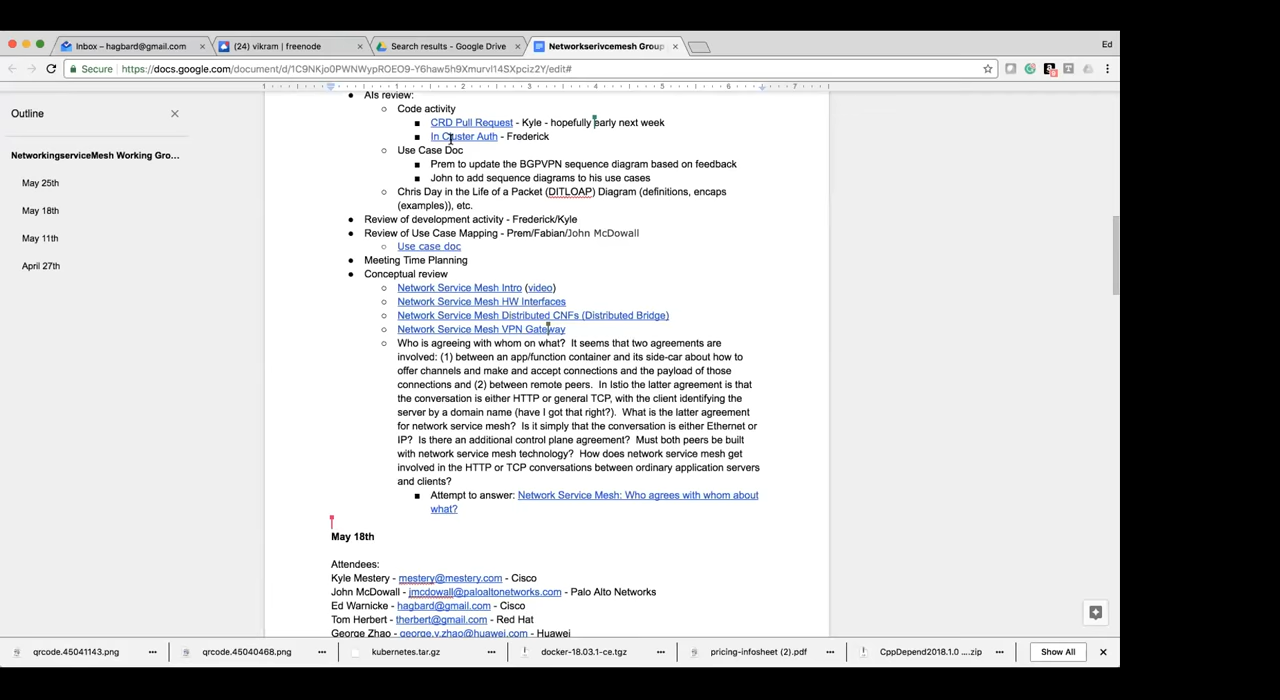 Inbox – hagbard@gmail.com
(24) vikram | freenode
Search results - Google Drive
Networkserivcemesh Group
Ed
Secure
https://docs.google.com/document/d/1C9NKjo0PWNWypROEO9-Y6haw5h9Xmurvl14SXpciz2Y/edit#
Outline
NetworkingserviceMesh Working Gro...
May 25th
May 18th
May 11th
April 27th
1 1 2 3 4 5 6 7
AIs review:
Code activity
CRD Pull Request - Kyle - hopefully early next week
In Cluster Auth - Frederick
Use Case Doc
Prem to update the BGPVPN sequence diagram based on feedback
John to add sequence diagrams to his use cases
Chris Day in the Life of a Packet (DITLOAP) Diagram (definitions, encaps
(examples)), etc.
Review of development activity - Frederick/Kyle
Review of Use Case Mapping - Prem/Fabian/John McDowall
Use case doc
Meeting Time Planning
Conceptual review
Network Service Mesh Intro (video)
Network Service Mesh HW Interfaces
Network Service Mesh Distributed CNFs (Distributed Bridge)
Network Service Mesh VPN Gateway
Who is agreeing with whom on what?  It seems that two agreements are
involved: (1) between an app/function container and its side-car about how to
offer channels and make and accept connections and the payload of those
connections and (2) between remote peers.  In Istio the latter agreement is that
the conversation is either HTTP or general TCP, with the client identifying the
server by a domain name (have I got that right?).  What is the latter agreement
for network service mesh?  Is it simply that the conversation is either Ethernet or
IP?  Is there an additional control plane agreement?  Must both peers be built
with network service mesh technology?  How does network service mesh get
involved in the HTTP or TCP conversations between ordinary application servers
and clients?
Attempt to answer: Network Service Mesh: Who agrees with whom about
what?
May 18th
Attendees:
Kyle Mestery - mestery@mestery.com - Cisco
John McDowall - jmcdowall@paloaltonetworks.com - Palo Alto Networks
Ed Warnicke - hagbard@gmail.com - Cisco
Tom Herbert - therbert@gmail.com - Red Hat
George Zhao - george.y.zhao@huawei.com - Huawei
qrcode.45041143.png
qrcode.45040468.png
kubernetes.tar.gz
docker-18.03.1-ce.tgz
pricing-infosheet (2).pdf
CppDepend2018.1.0 ....zip
Show All